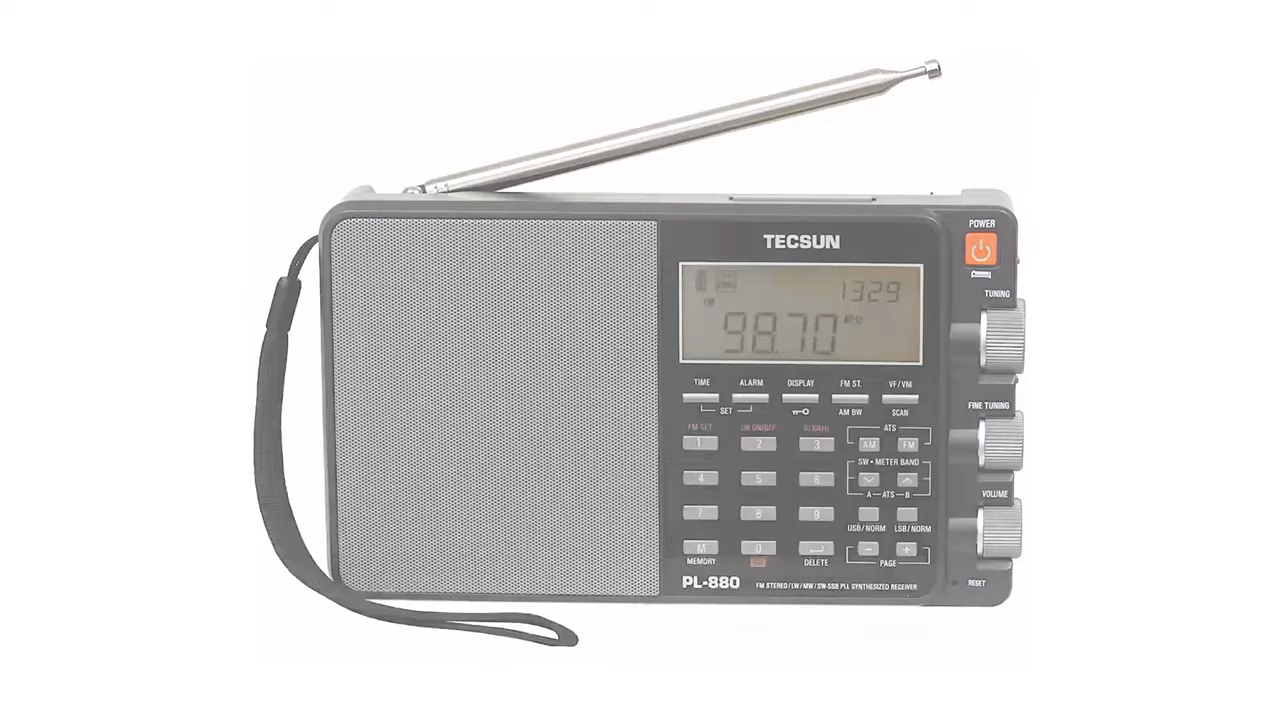 POWER
TECSUN
TUNING
1329
FM
98.70 MHz
TIME ALARM DISPLAY FM ST. VF/VM
SET AM BW SCAN
FINE TUNING
FM SET LW ON/OFF 9/10kHz ATS
1 2 3 AM FM
SW • METER BAND
4 5 6
A ATS B
VOLUME
7 8 9
USB/NORM LSB/NORM
M 0 − +
MEMORY DELETE PAGE
PL-880 FM STEREO/LW/MW/SW-SSB PLL SYNTHESIZED RECEIVER
RESET